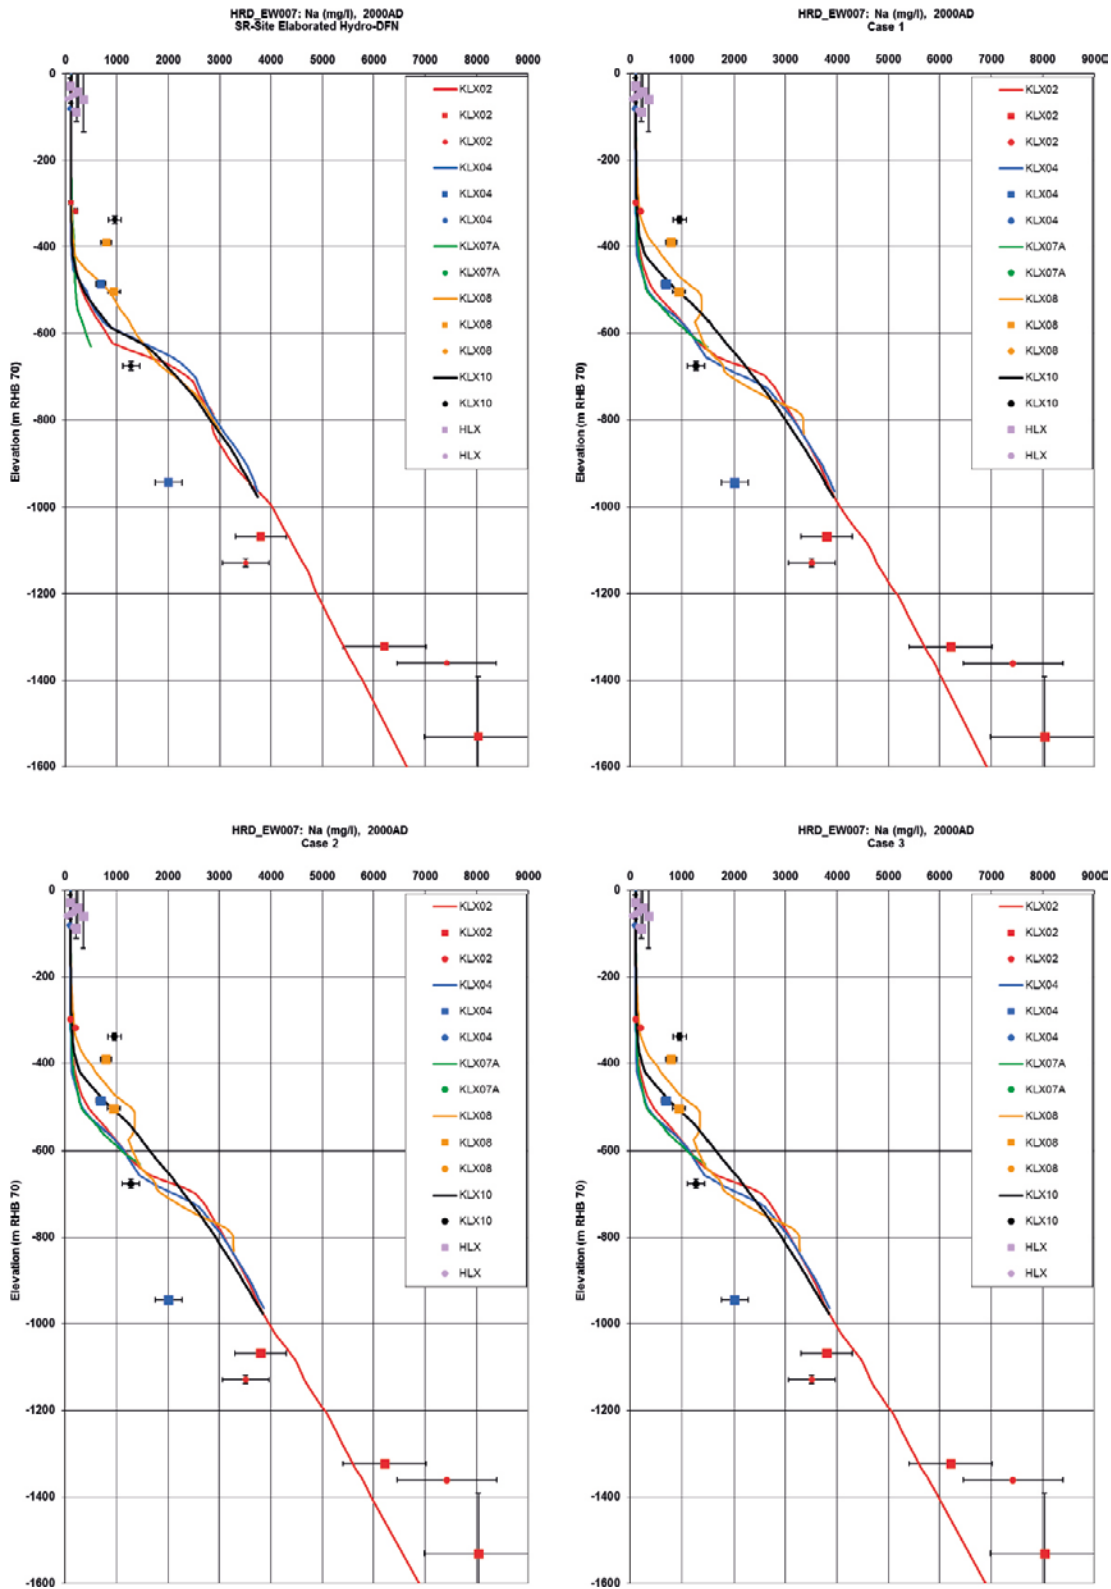 HRD_EW007: Na (mg/l), 2000AD
SR-Site Elaborated Hydro-DFN
0 1000 2000 3000 4000 5000 6000 7000 8000 9000
0
-200
-400
-600
-800
-1000
-1200
-1400
-1600
Elevation (m RHB 70)
KLX02
KLX02
KLX02
KLX04
KLX04
KLX04
KLX07A
KLX07A
KLX08
KLX08
KLX08
KLX10
KLX10
HLX
HLX
HRD_EW007: Na (mg/l), 2000AD
Case 1
0 1000 2000 3000 4000 5000 6000 7000 8000 9000
0
-200
-400
-600
-800
-1000
-1200
-1400
-1600
Elevation (m RHB 70)
KLX02
KLX02
KLX02
KLX04
KLX04
KLX04
KLX07A
KLX07A
KLX08
KLX08
KLX08
KLX10
KLX10
HLX
HLX
HRD_EW007: Na (mg/l), 2000AD
Case 2
0 1000 2000 3000 4000 5000 6000 7000 8000 9000
0
-200
-400
-600
-800
-1000
-1200
-1400
-1600
Elevation (m RHB 70)
KLX02
KLX02
KLX02
KLX04
KLX04
KLX04
KLX07A
KLX07A
KLX08
KLX08
KLX08
KLX10
KLX10
HLX
HLX
HRD_EW007: Na (mg/l), 2000AD
Case 3
0 1000 2000 3000 4000 5000 6000 7000 8000 9000
0
-200
-400
-600
-800
-1000
-1200
-1400
-1600
Elevation (m RHB 70)
KLX02
KLX02
KLX02
KLX04
KLX04
KLX04
KLX07A
KLX07A
KLX08
KLX08
KLX08
KLX10
KLX10
HLX
HLX